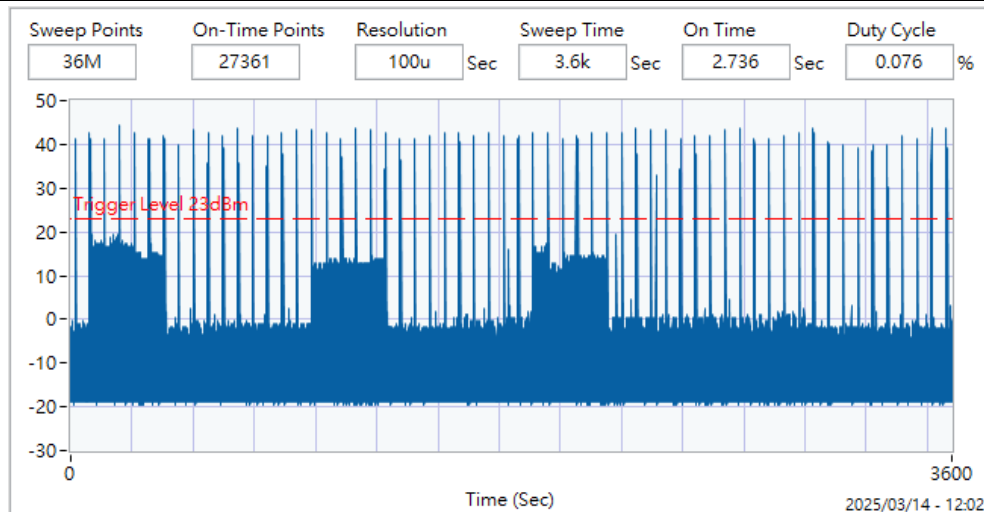 Sweep Points On-Time Points Resolution Sweep Time On Time Duty Cycle
36M 27361 100u Sec 3.6k Sec 2.736 Sec 0.076 %
50
40
30
Trigger Level 23dBm
20
10
0
-10
-20
-30
0 3600
Time (Sec)
2025/03/14 - 12:02